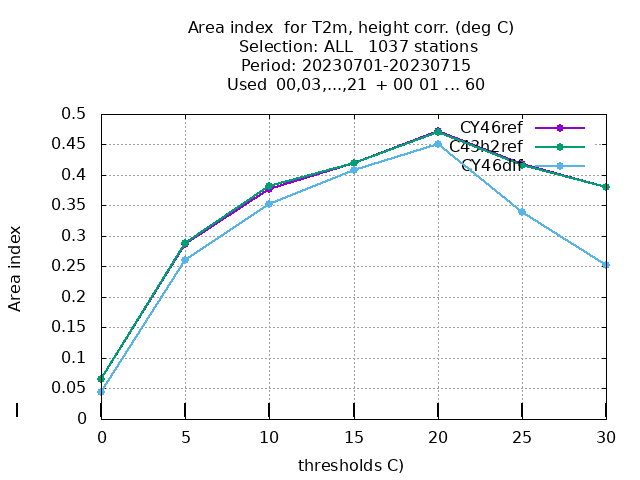 Area index  for T2m, height corr. (deg C)
Selection: ALL   1037 stations
Period: 20230701-20230715
Used  00,03,...,21  + 00 01 ... 60
0.5
0.45
0.4
0.35
0.3
0.25
0.2
0.15
0.1
0.05
0
Area index
CY46ref
C43h2ref
CY46dif
0 5 10 15 20 25 30
thresholds C)